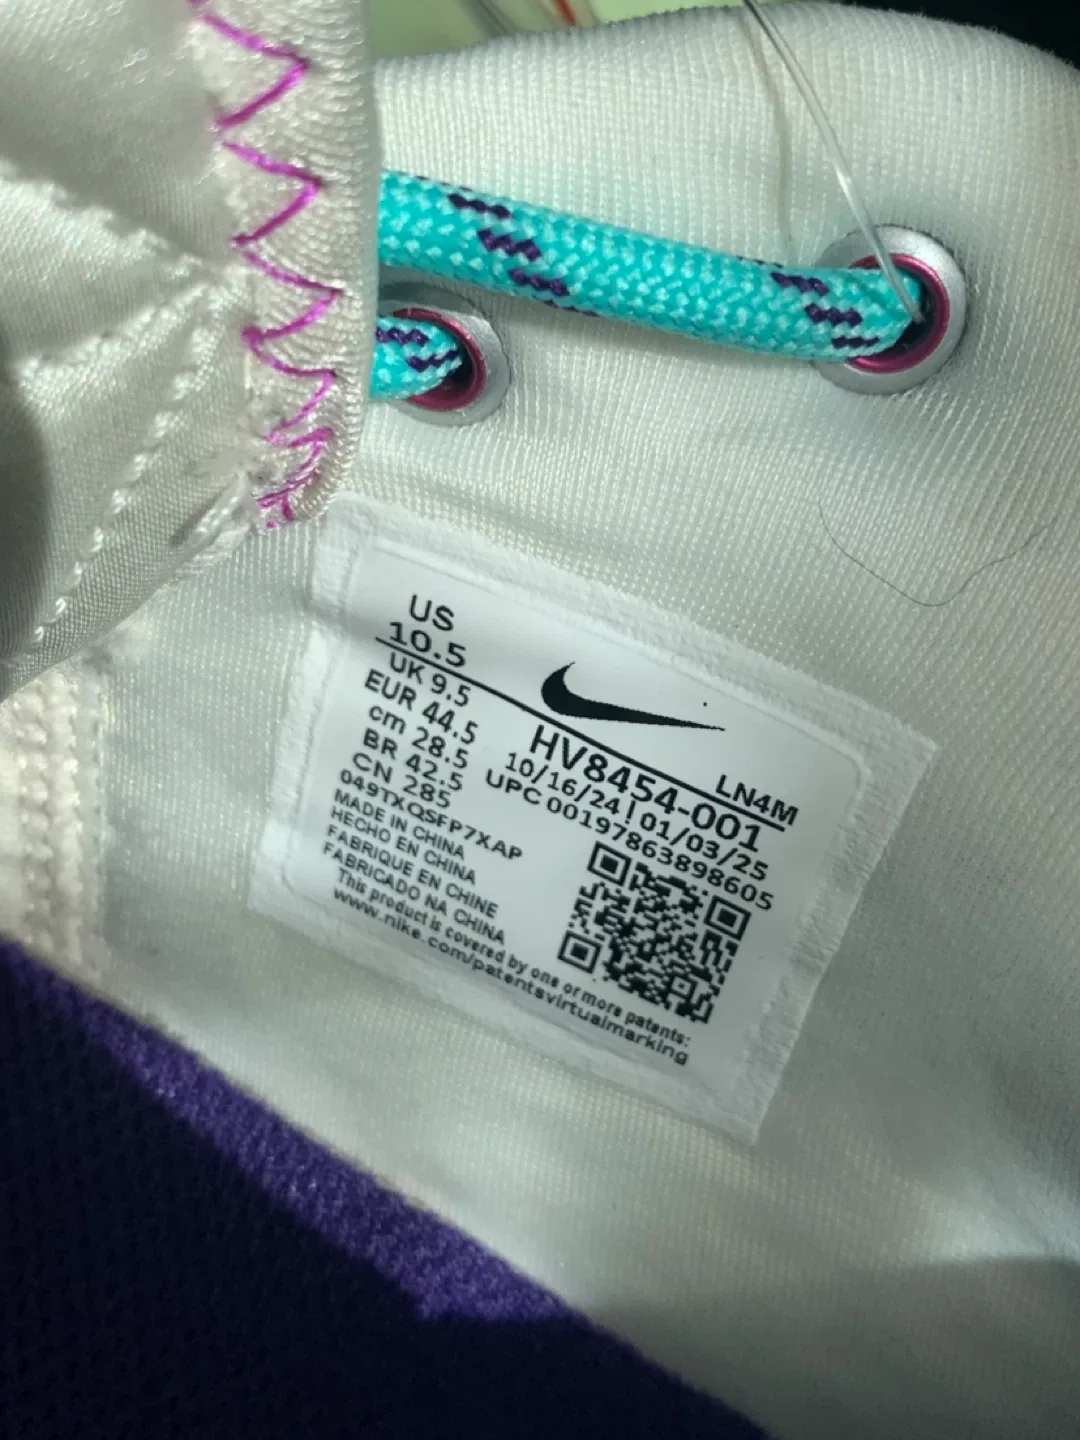 US
10.5
UK 9.5
EUR 44.5
cm 28.5
BR 42.5
CN 285
049TXQSFP7XAP
MADE IN CHINA
HECHO EN CHINA
FABRIQUE EN CHINE
FABRICADO NA CHINA
This product is covered by one or more patents:
www.nike.com/patentsvirtualmarking
LN4M
HV8454-001
10/16/24 | 01/03/25
UPC 00197863898605